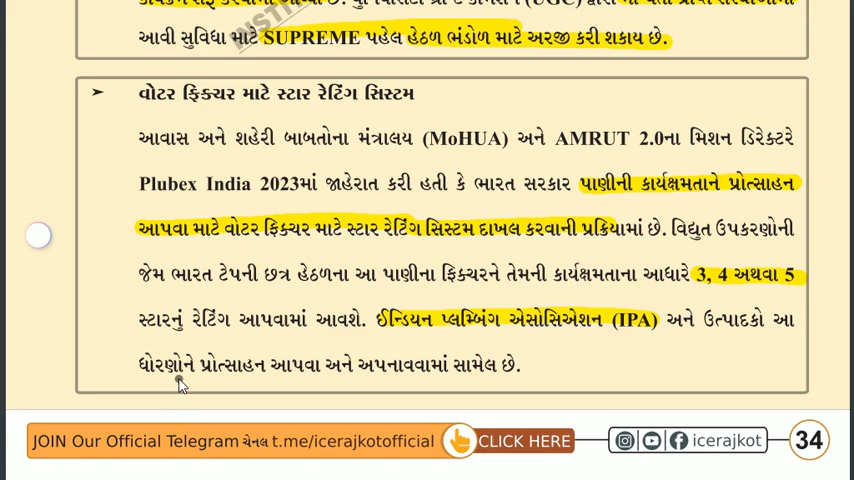 આવી સુવિધા માટે SUPREME પહેલ હેઠળ ભંડોળ માટે અરજી કરી શકાય છે.
➢ વોટર ફિક્ચર માટે સ્ટાર રેટિંગ સિસ્ટમ
આવાસ અને શહેરી બાબતોના મંત્રાલય (MoHUA) અને AMRUT 2.0ના મિશન ડિરેક્ટરે
Plubex India 2023માં જાહેરાત કરી હતી કે ભારત સરકાર પાણીની કાર્યક્ષમતાને પ્રોત્સાહન
આપવા માટે વોટર ફિક્ચર માટે સ્ટાર રેટિંગ સિસ્ટમ દાખલ કરવાની પ્રક્રિયામાં છે. વિદ્યુત ઉપકરણોની
જેમ ભારત ટેપની છત્ર હેઠળના આ પાણીના ફિક્ચરને તેમની કાર્યક્ષમતાના આધારે 3, 4 અથવા 5
સ્ટારનું રેટિંગ આપવામાં આવશે. ઈન્ડિયન પ્લમ્બિંગ એસોસિએશન (IPA) અને ઉત્પાદકો આ
ધોરણોને પ્રોત્સાહન આપવા અને અપનાવવામાં સામેલ છે.
JOIN Our Official Telegram ચેનલ t.me/icerajkotofficial CLICK HERE icerajkot 34